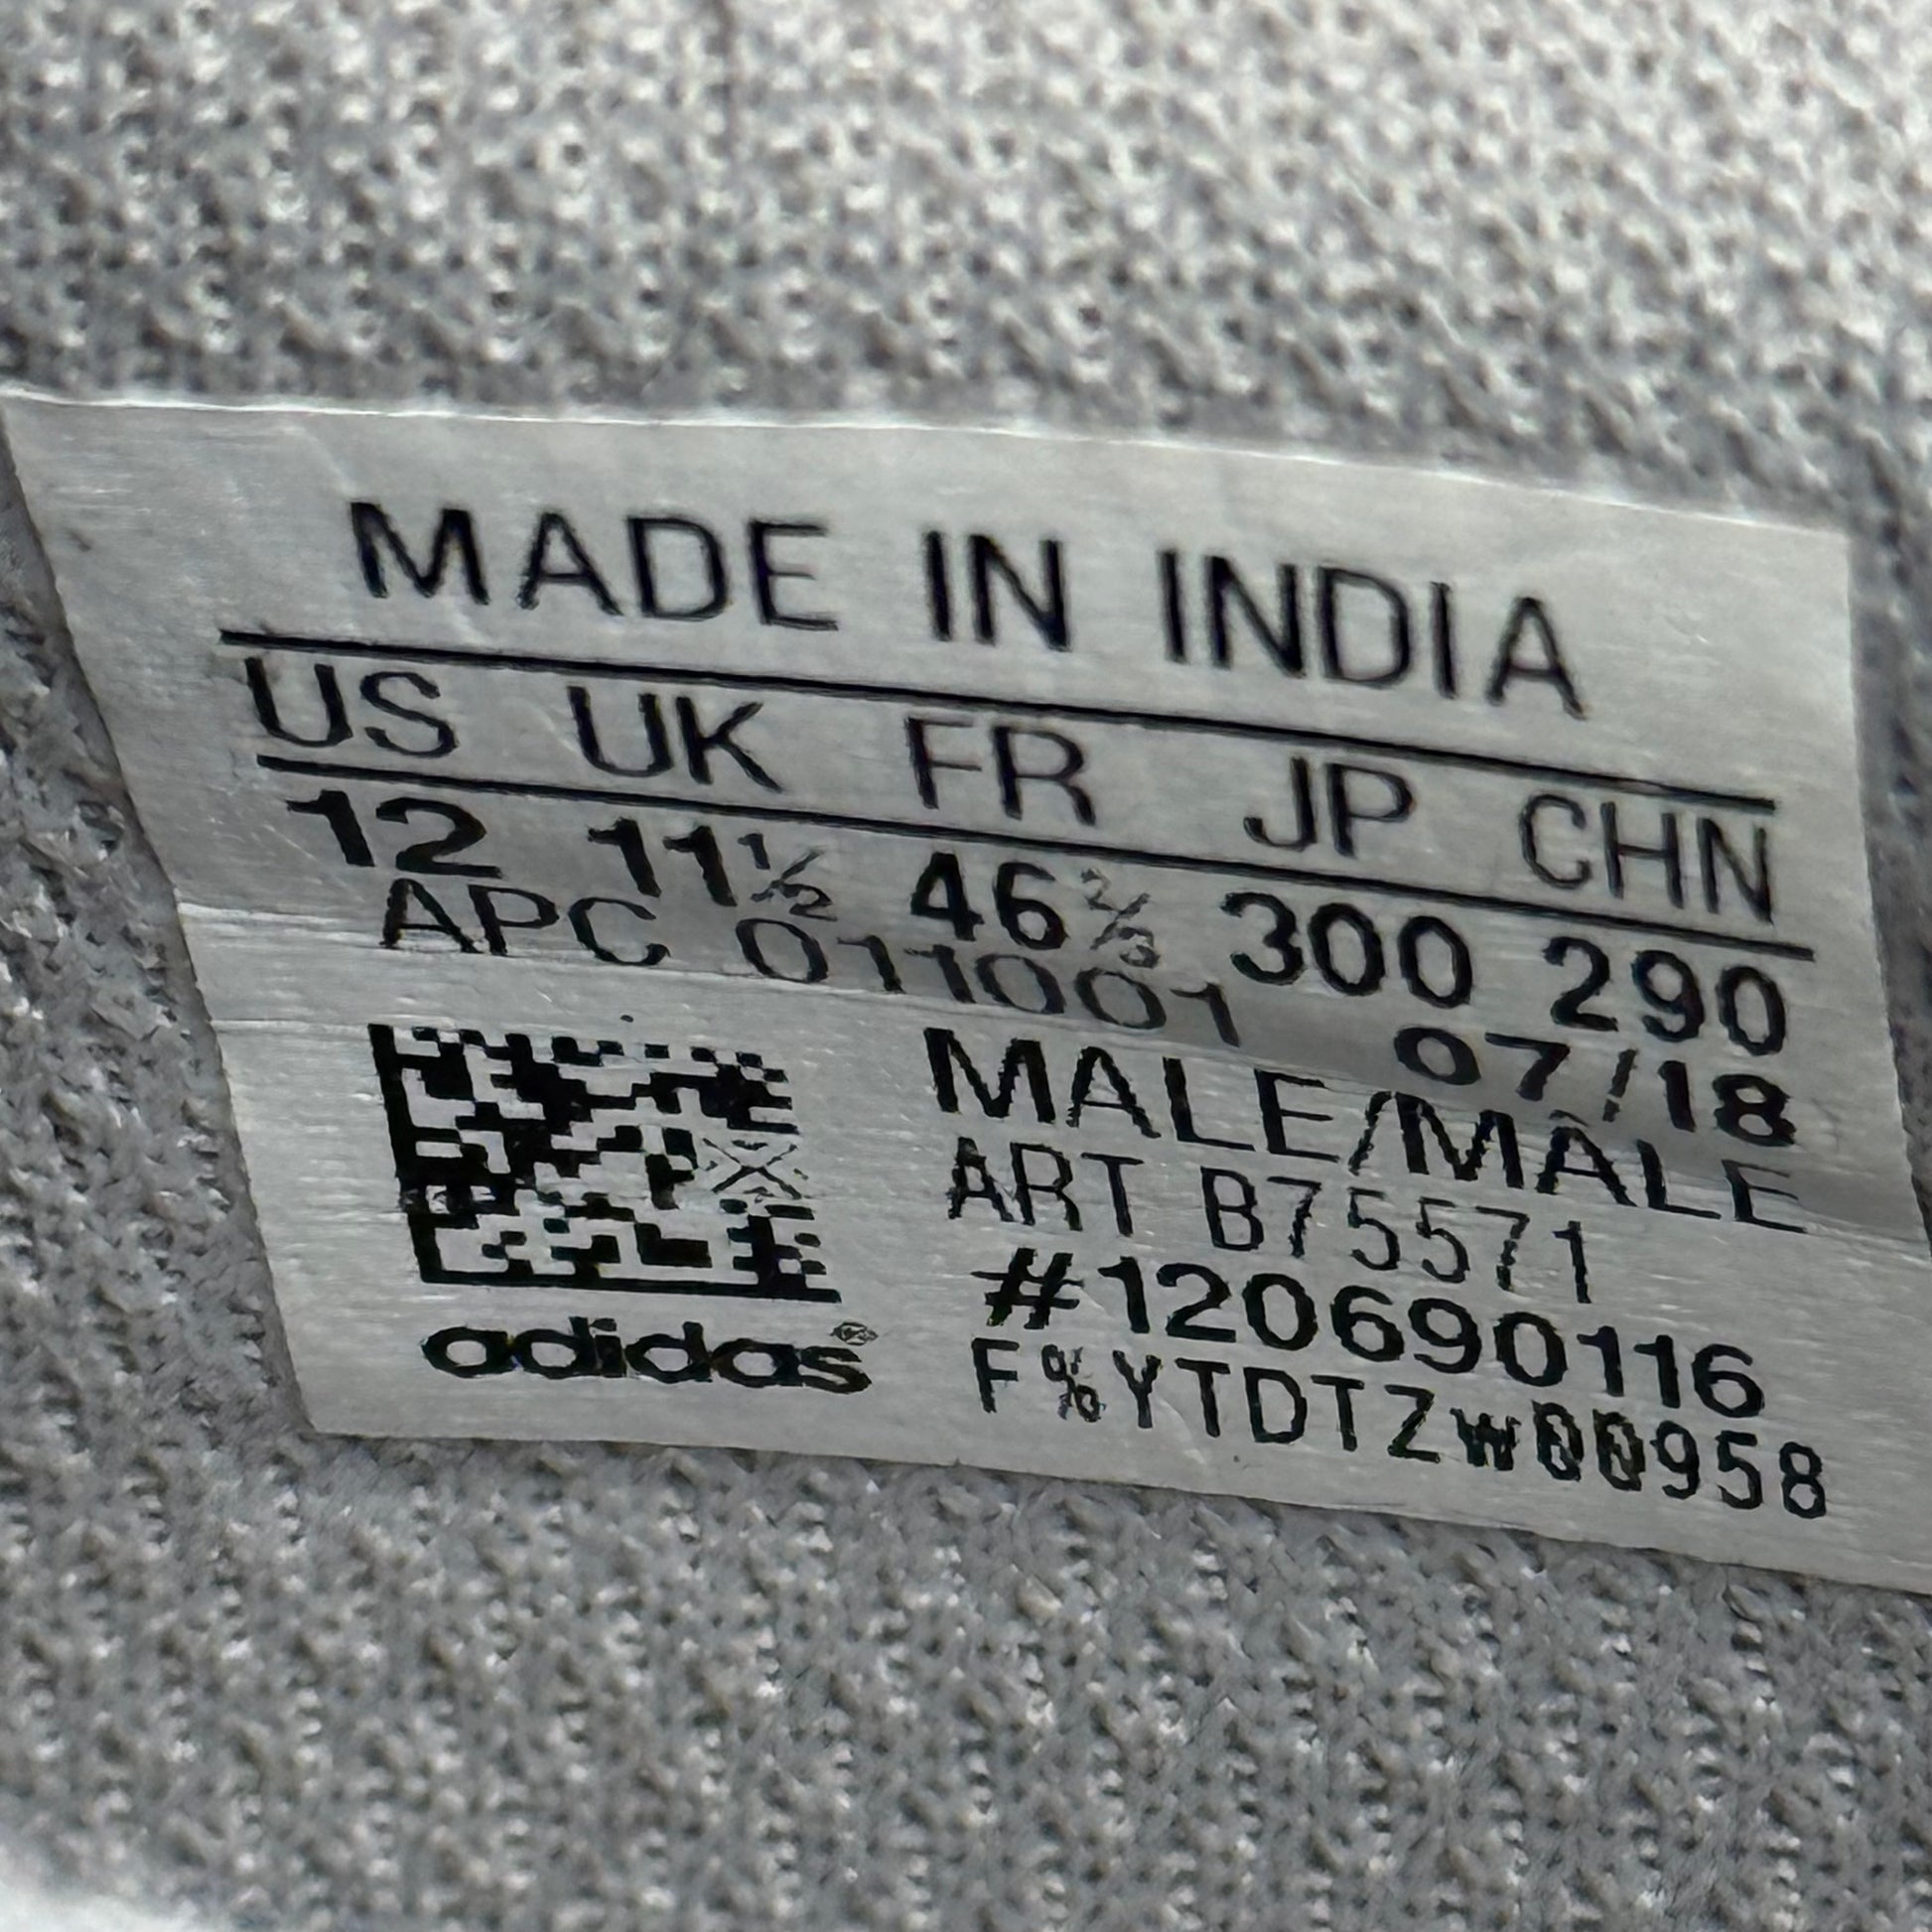 MADE IN INDIA
US UK FR JP CHN
12 11½ 46⅔ 300 290
APC 011001 07/18
MALE/MÂLE
ART B75571
#120690116
F%YTDTZw00958
adidas®